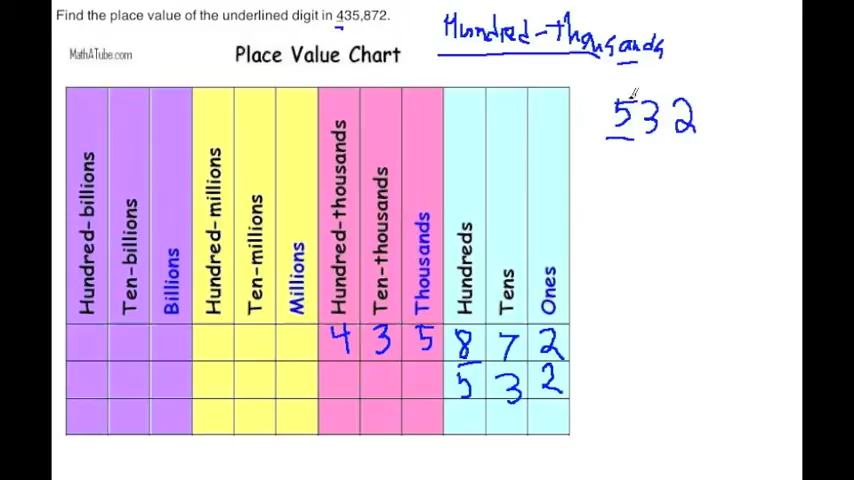 Find the place value of the underlined digit in 435,872.
Hundred-Thousands
MathATube.com
Place Value Chart
532
Hundred-billions
Ten-billions
Billions
Hundred-millions
Ten-millions
Millions
Hundred-thousands
Ten-thousands
Thousands
Hundreds
Tens
Ones
4 3 5 8 7 2
5 3 2